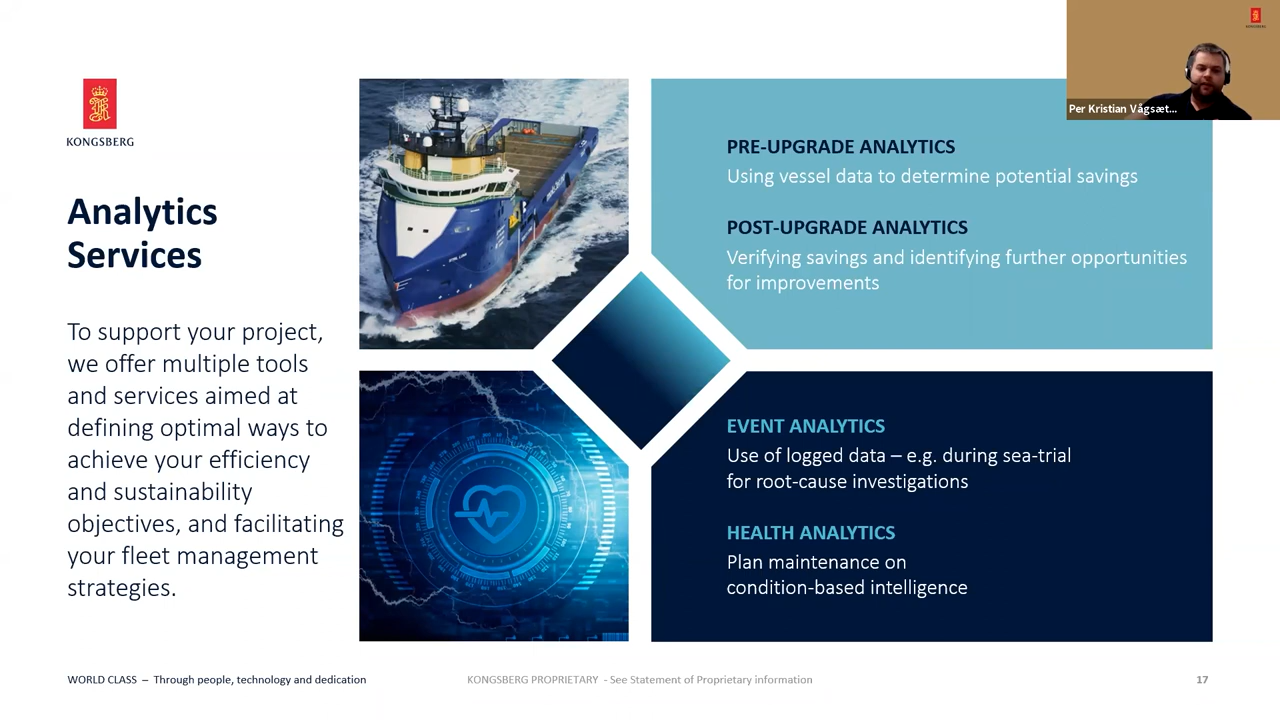 KONGSBERG
Analytics
Services
To support your project,
we offer multiple tools
and services aimed at
defining optimal ways to
achieve your efficiency
and sustainability
objectives, and facilitating
your fleet management
strategies.
PRE-UPGRADE ANALYTICS
Using vessel data to determine potential savings
POST-UPGRADE ANALYTICS
Verifying savings and identifying further opportunities
for improvements
EVENT ANALYTICS
Use of logged data – e.g. during sea-trial
for root-cause investigations
HEALTH ANALYTICS
Plan maintenance on
condition-based intelligence
Per Kristian Vågsæt...
WORLD CLASS – Through people, technology and dedication
KONGSBERG PROPRIETARY - See Statement of Proprietary information
17